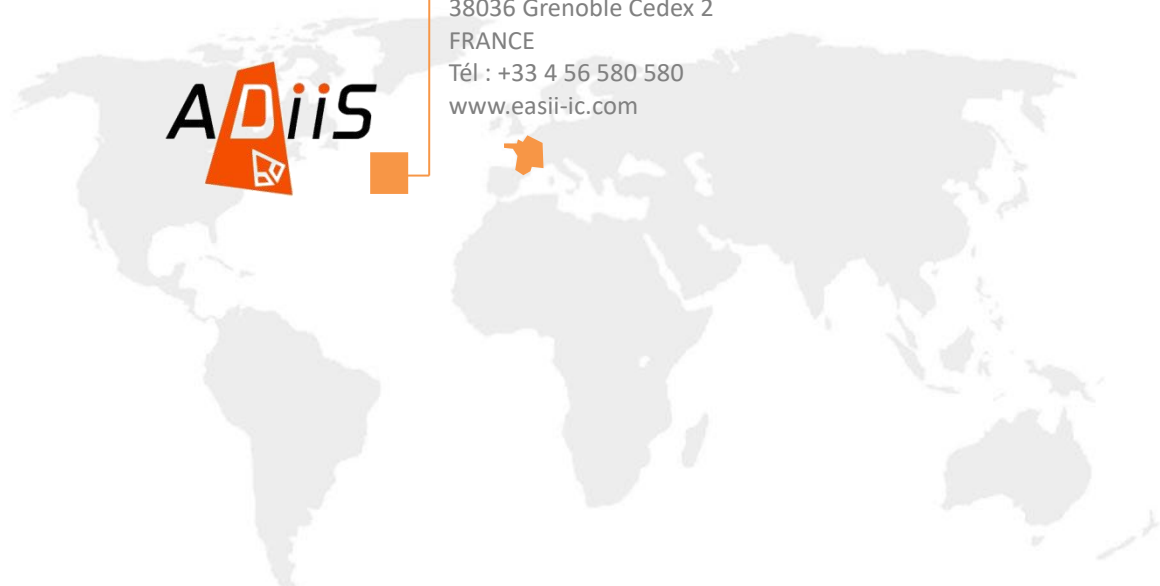 38036 Grenoble Cedex 2
FRANCE
Tél : +33 4 56 580 580
www.easii-ic.com
ADiiS